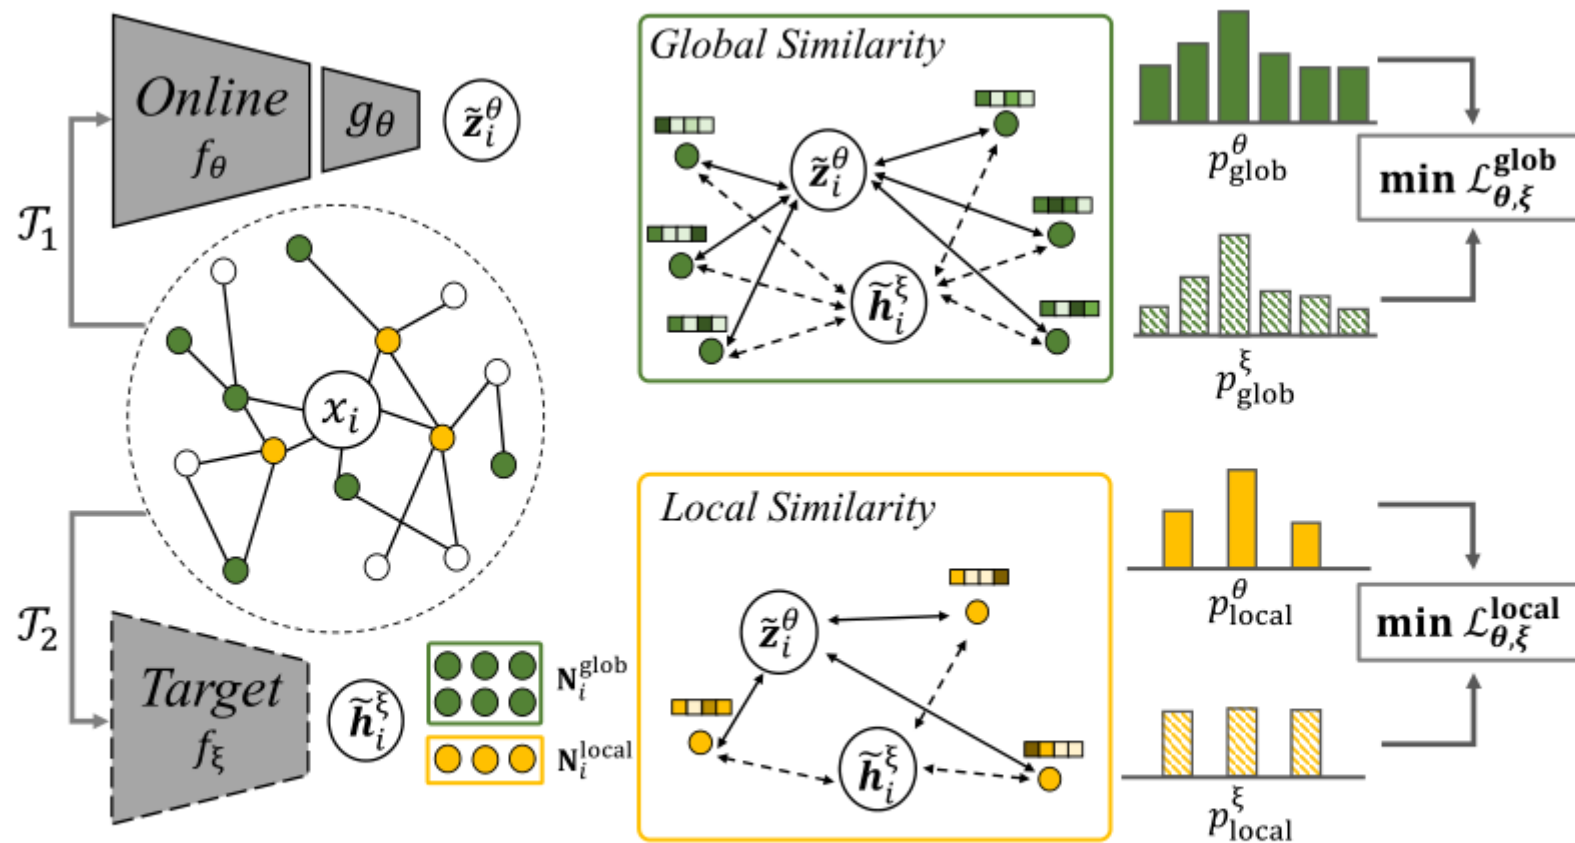 Online
f_θ
g_θ
z̃_i^θ
𝒯_1
x_i
𝒯_2
Target
f_ξ
h̃_i^ξ
N_i^glob
N_i^local
Global Similarity
z̃_i^θ
h̃_i^ξ
p_glob^θ
min ℒ_θ,ξ^glob
p_glob^ξ
Local Similarity
z̃_i^θ
h̃_i^ξ
p_local^θ
min ℒ_θ,ξ^local
p_local^ξ